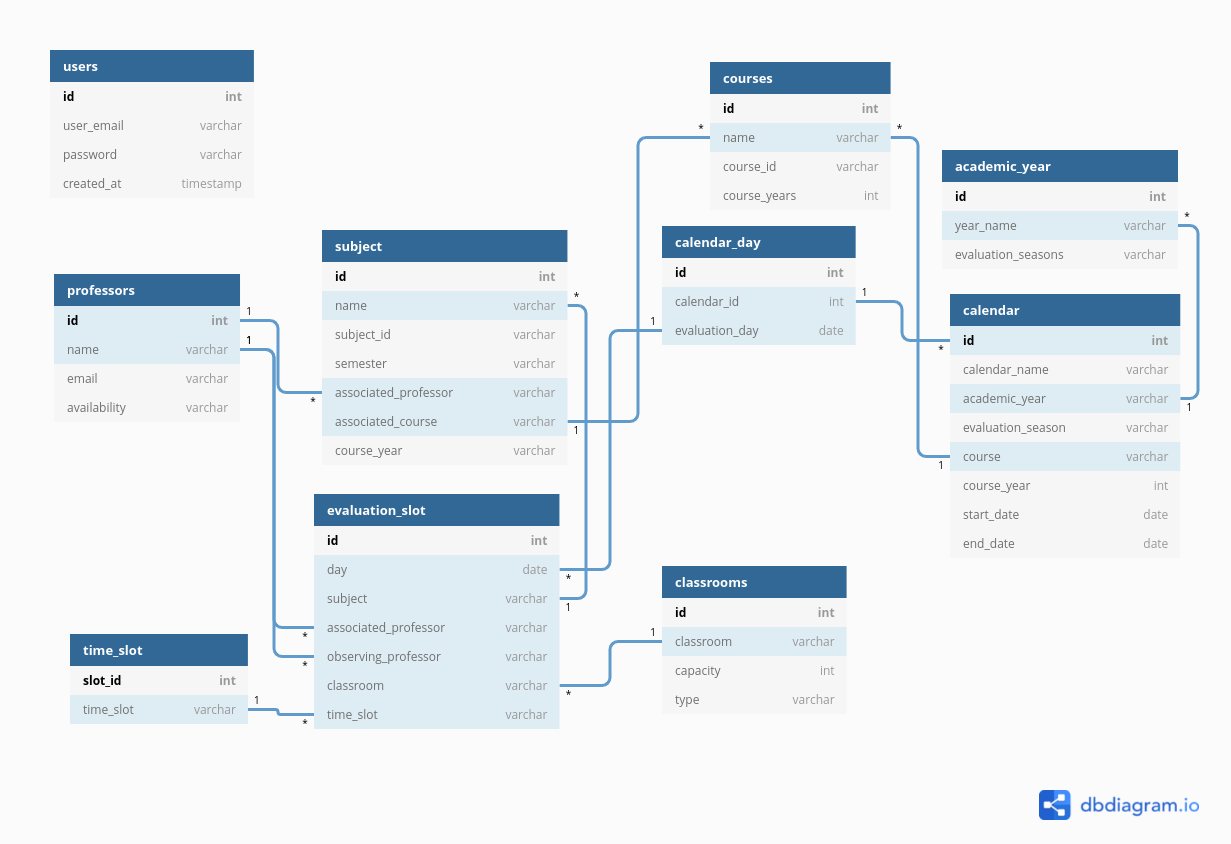 users
id int
user_email varchar
password varchar
created_at timestamp
courses
id int
* name varchar *
course_id varchar
course_years int
academic_year
id int
year_name varchar *
evaluation_seasons varchar
subject
id int
name varchar *
subject_id varchar
semester varchar
associated_professor varchar
*
associated_course varchar
1
course_year varchar
calendar_day
id int
calendar_id int 1
1 evaluation_day date
professors
id int 1
name varchar 1
email varchar
availability varchar
calendar
id int
*
calendar_name varchar
academic_year varchar
1
evaluation_season varchar
course varchar
1
course_year int
start_date date
end_date date
evaluation_slot
id int
day date
*
subject varchar
1
associated_professor varchar
*
observing_professor varchar
*
classroom varchar
*
time_slot varchar
*
classrooms
id int
1 classroom varchar
capacity int
type varchar
time_slot
slot_id int
time_slot varchar 1
dbdiagram.io